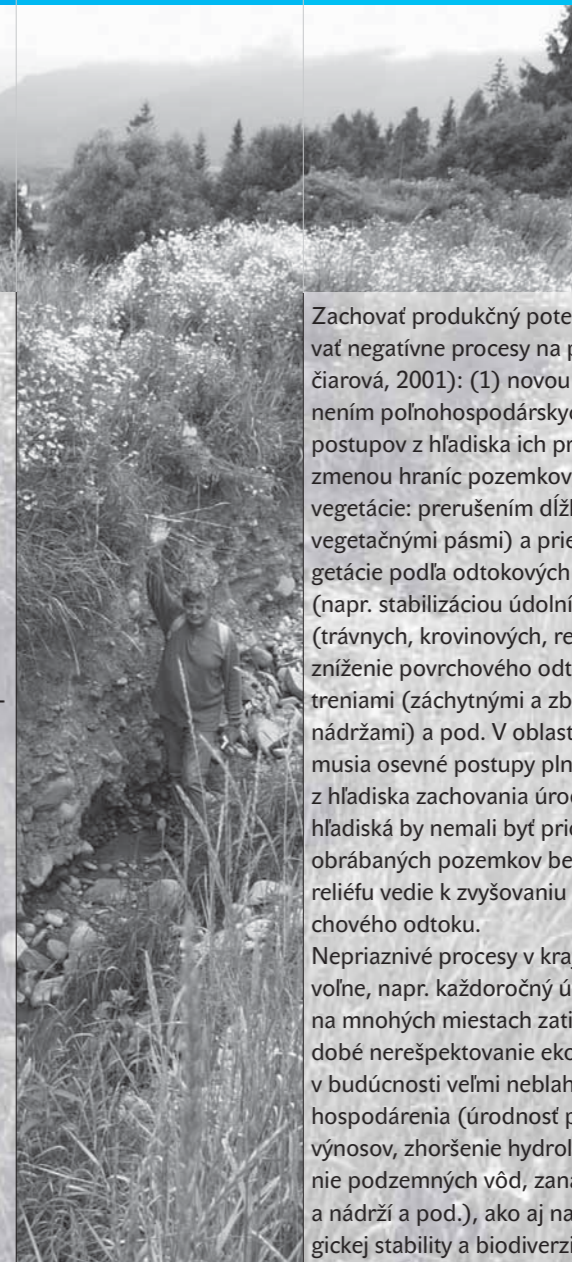 Zachovať produkčný pote
vať negatívne procesy na p
čiarová, 2001): (1) novou
nením poľnohospodárskyc
postupov z hľadiska ich pr
zmenou hraníc pozemkov
vegetácie: prerušením dĺž
vegetačnými pásmi) a prie
getácie podľa odtokových
(napr. stabilizáciou údolní
(trávnych, krovinových, re
zníženie povrchového odt
treniami (záchytnými a zb
nádržami) a pod. V oblast
musia osevné postupy pln
z hľadiska zachovania úroc
hľadiská by nemali byť pric
obrábaných pozemkov be
reliéfu vedie k zvyšovaniu
chového odtoku.
Nepriaznivé procesy v kraj
voľne, napr. každoročný ú
na mnohých miestach zati
dobé nerešpektovanie eko
v budúcnosti veľmi neblah
hospodárenia (úrodnosť p
výnosov, zhoršenie hydrol
nie podzemných vôd, zaná
a nádrží a pod.), ako aj na
gickej stability a biodiverzi